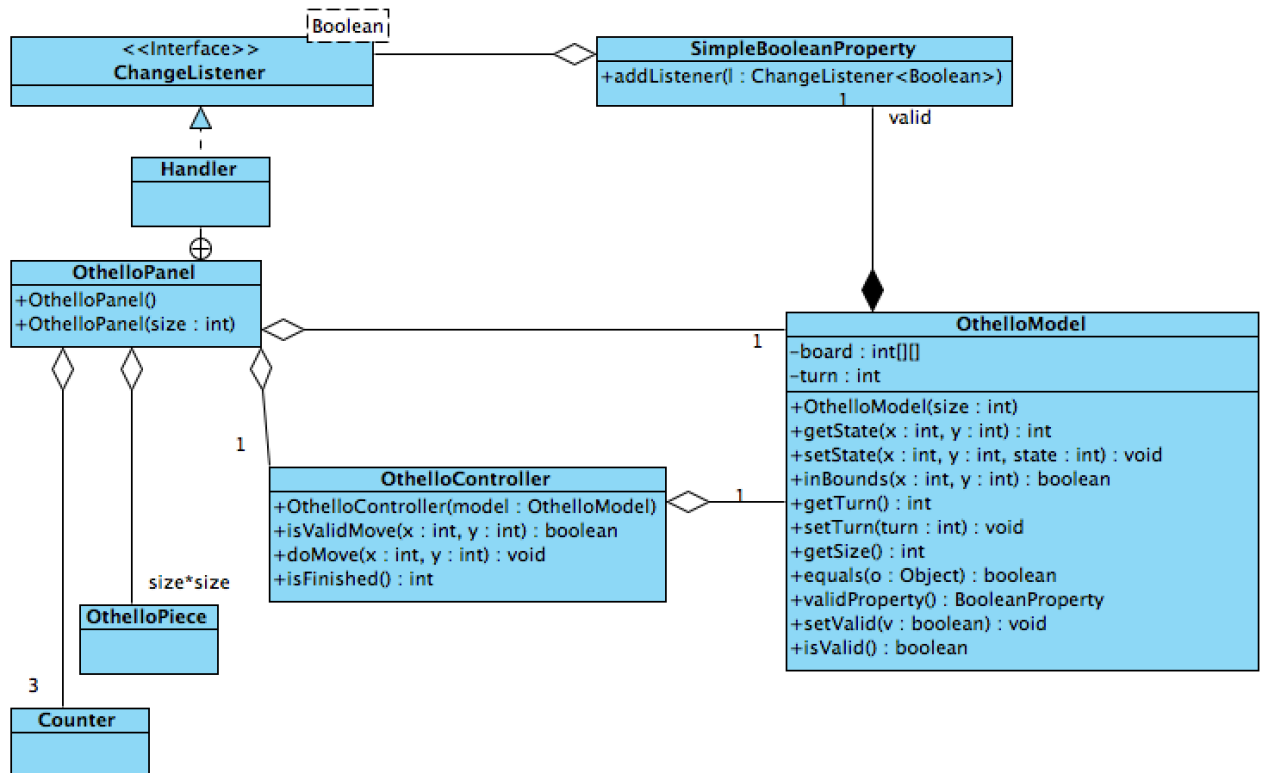 Boolean
<<Interface>>
ChangeListener
SimpleBooleanProperty
+addListener(l : ChangeListener<Boolean>)
1
valid
Handler
OthelloPanel
+OthelloPanel()
+OthelloPanel(size : int)
1
OthelloModel
-board : int[][]
-turn : int
+OthelloModel(size : int)
+getState(x : int, y : int) : int
+setState(x : int, y : int, state : int) : void
+inBounds(x : int, y : int) : boolean
+getTurn() : int
+setTurn(turn : int) : void
+getSize() : int
+equals(o : Object) : boolean
+validProperty() : BooleanProperty
+setValid(v : boolean) : void
+isValid() : boolean
1
OthelloController
+OthelloController(model : OthelloModel)
+isValidMove(x : int, y : int) : boolean
+doMove(x : int, y : int) : void
+isFinished() : int
1
size*size
OthelloPiece
3
Counter